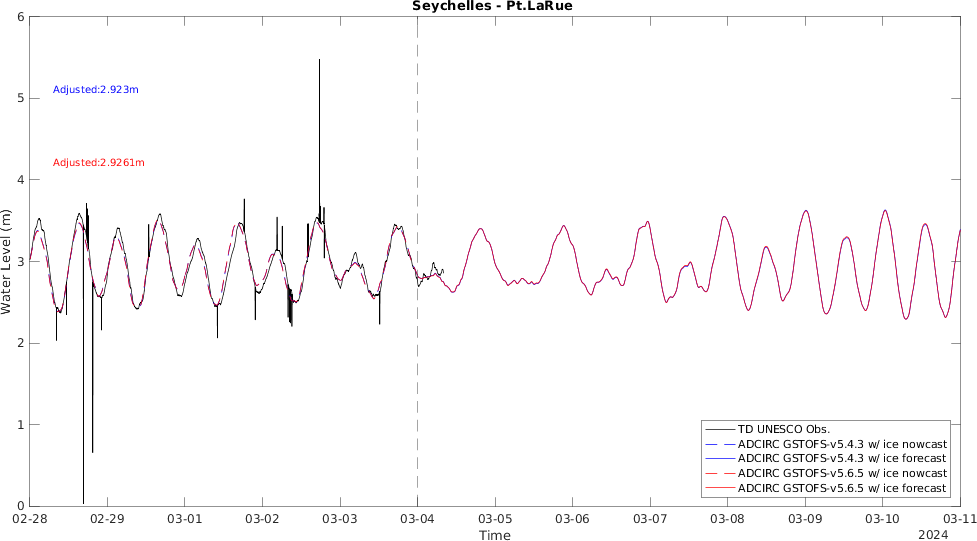 Seychelles - Pt.LaRue
6
5
4
3
2
1
0
Water Level (m)
Adjusted:2.923m
Adjusted:2.9261m
TD UNESCO Obs.
ADCIRC GSTOFS-v5.4.3 w/ ice nowcast
ADCIRC GSTOFS-v5.4.3 w/ ice forecast
ADCIRC GSTOFS-v5.6.5 w/ ice nowcast
ADCIRC GSTOFS-v5.6.5 w/ ice forecast
02-28 02-29 03-01 03-02 03-03 03-04 03-05 03-06 03-07 03-08 03-09 03-10 03-11
Time
2024